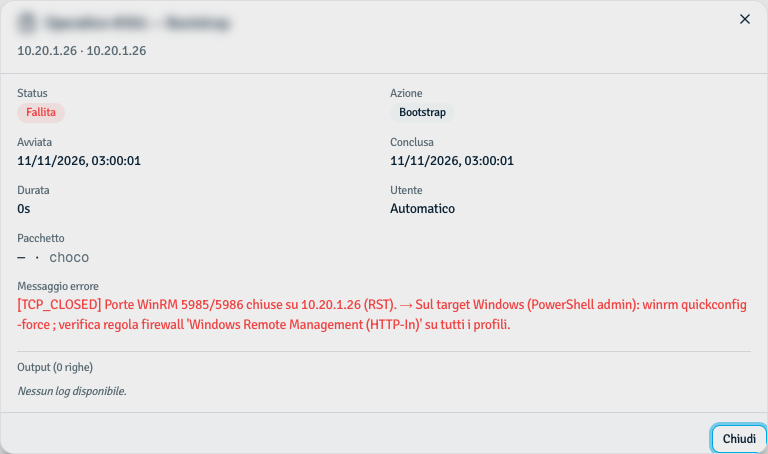 10.20.1.26 · 10.20.1.26
Status
Azione
Fallita
Bootstrap
Avviata
Conclusa
11/11/2026, 03:00:01
11/11/2026, 03:00:01
Durata
Utente
0s
Automatico
Pacchetto
— · choco
Messaggio errore
[TCP_CLOSED] Porte WinRM 5985/5986 chiuse su 10.20.1.26 (RST). → Sul target Windows (PowerShell admin): winrm quickconfig
-force ; verifica regola firewall 'Windows Remote Management (HTTP-In)' su tutti i profili.
Output (0 righe)
Nessun log disponibile.
Chiudi